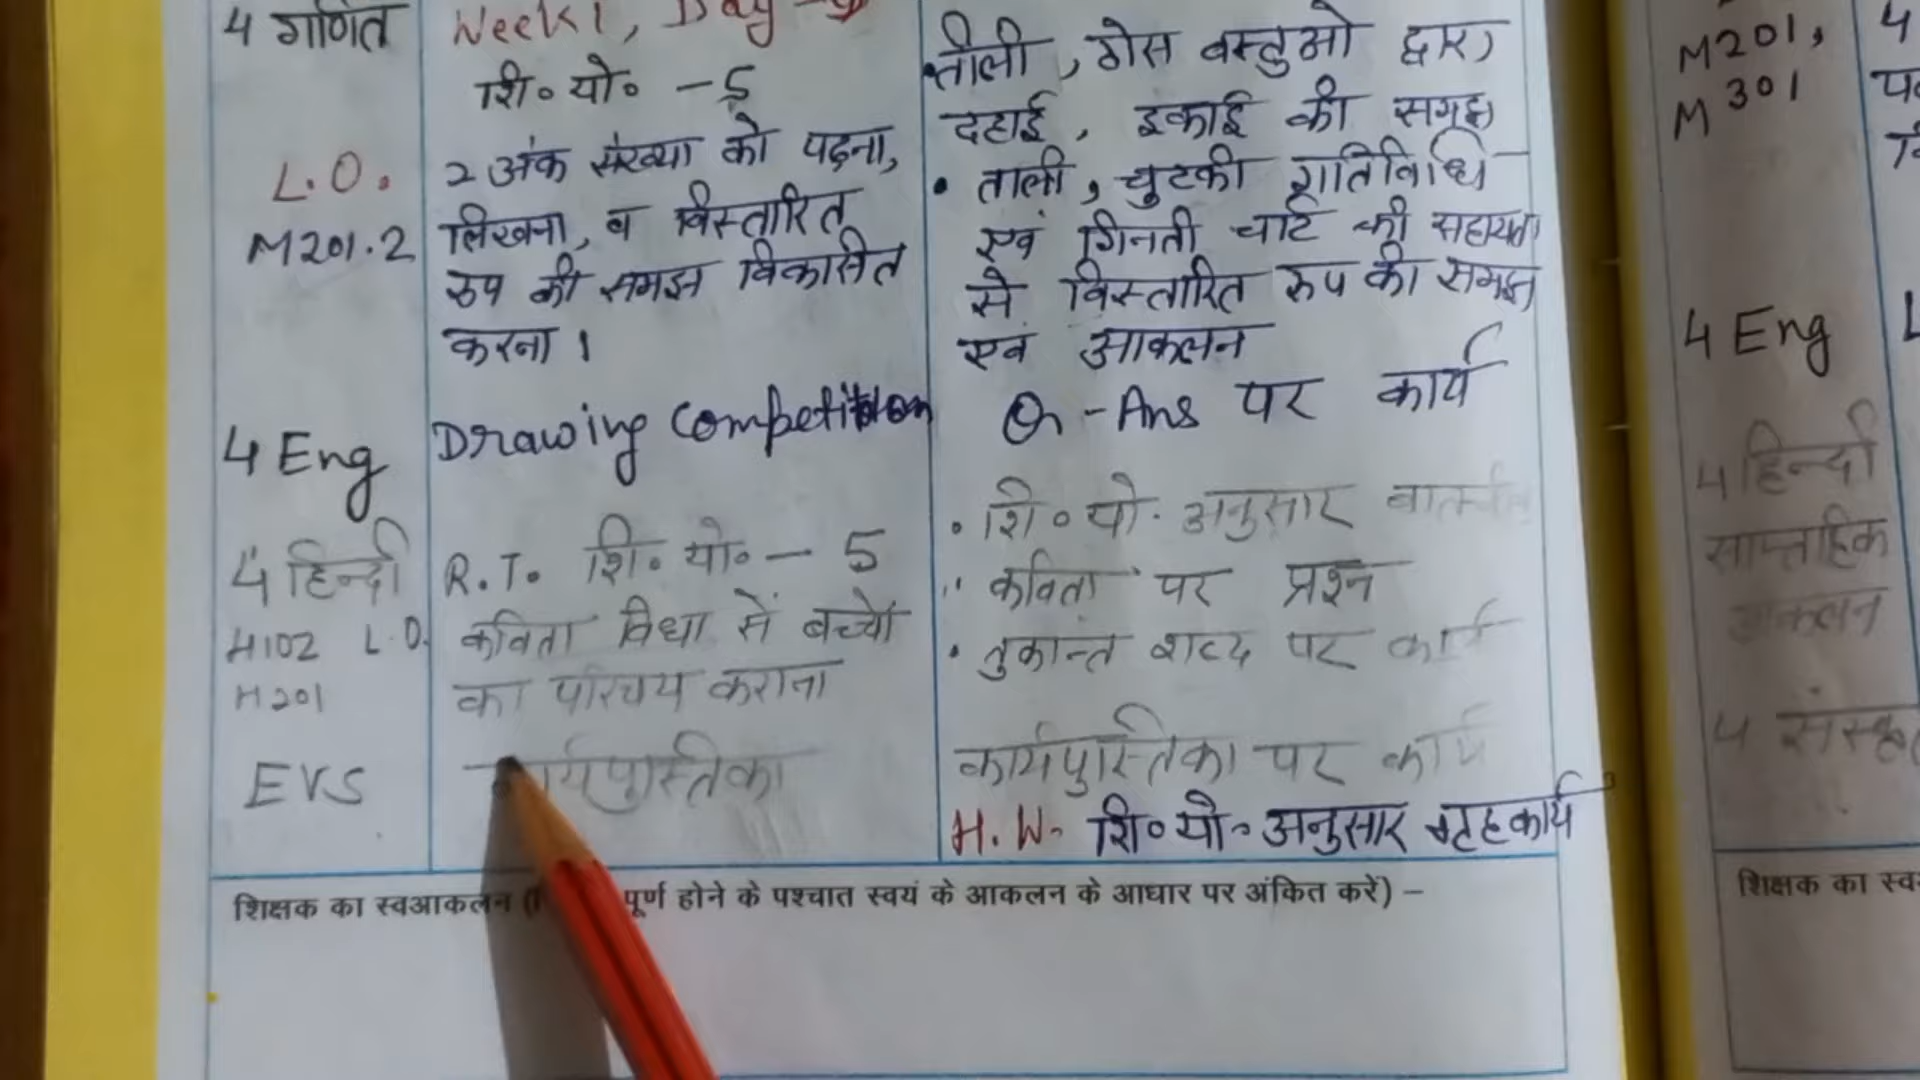 4 गणित
L.O.
M201.2
Week 1, Day -5
शि॰ यो॰ - 5
2 अंक संख्या को पढ़ना,
लिखना, व विस्तारित
रुप की समझ विकसित
करना।
तीली, ठोस वस्तुओ द्वारा
दहाई, इकाई की समझ
• ताली, चुटकी गतिविधि
एवं गिनती चार्ट की सहायता
से विस्तारित रुप की समझ
एवं आकलन
4 Eng
Drawing Competition
Qn - Ans पर कार्य
4 हिन्दी
H102 L.O.
H201
R.T. शि॰ यो॰ - 5
कविता विधा से बच्चो
का परिचय कराना
• शि॰ यो॰ अनुसार
• कविता पर प्रश्न
• तुकान्त शब्द पर कार्य
EVS
कार्यपुस्तिका
कार्यपुस्तिका पर कार्य
H.W. शि॰ यो॰ अनुसार गृहकार्य
शिक्षक का स्वआकलन ( पूर्ण होने के पश्चात स्वयं के आकलन के आधार पर अंकित करें) –
M201,
M301
4
4 Eng
4 हिन्दी
साप्ताहिक
आकलन
4
शिक्षक का